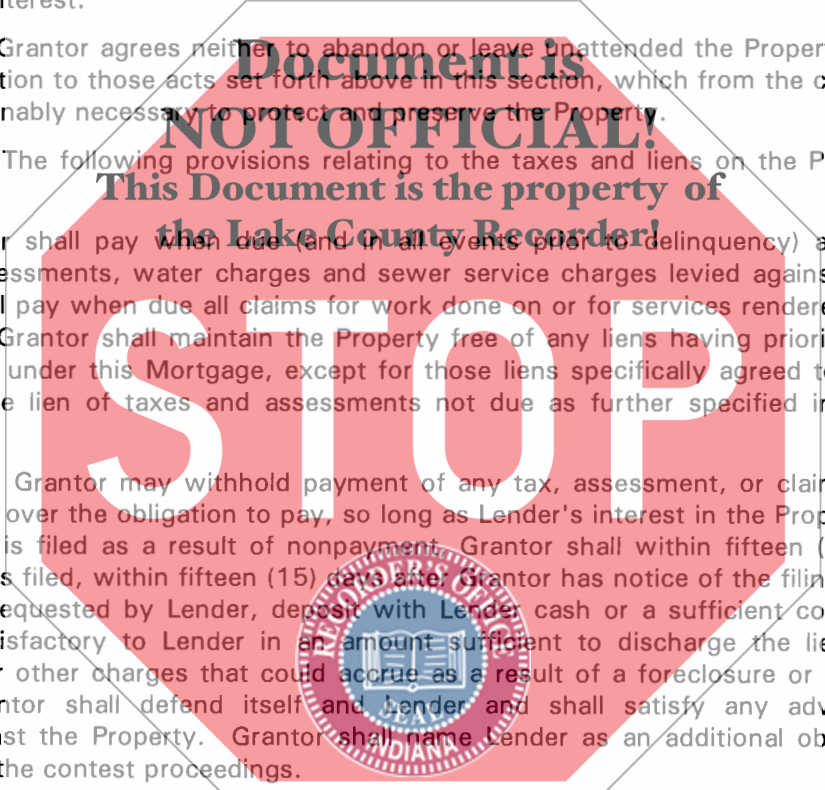 terest.
Grantor agrees neither to abandon or leave unattended the Proper
Document is
tion to those acts set forth above in this section, which from the c
nably necessary to protect and preserve the Property.
NOT OFFICIAL!
The following provisions relating to the taxes and liens on the P
This Document is the property of
the Lake County Recorder!
r shall pay when due (and in all events prior to delinquency) a
essments, water charges and sewer service charges levied agains
l pay when due all claims for work done on or for services rendere
Grantor shall maintain the Property free of any liens having priori
under this Mortgage, except for those liens specifically agreed t
e lien of taxes and assessments not due as further specified in
STOP
Grantor may withhold payment of any tax, assessment, or clai
over the obligation to pay, so long as Lender's interest in the Prop
is filed as a result of nonpayment, Grantor shall within fifteen (
s filed, within fifteen (15) days after Grantor has notice of the filin
equested by Lender, deposit with Lender cash or a sufficient co
isfactory to Lender in an amount sufficient to discharge the lie
r other charges that could accrue as a result of a foreclosure or
ntor shall defend itself and Lender and shall satisfy any adv
st the Property. Grantor shall name Lender as an additional ob
the contest proceedings.
RECORDER'S OFFICE
SEAL
INDIANA